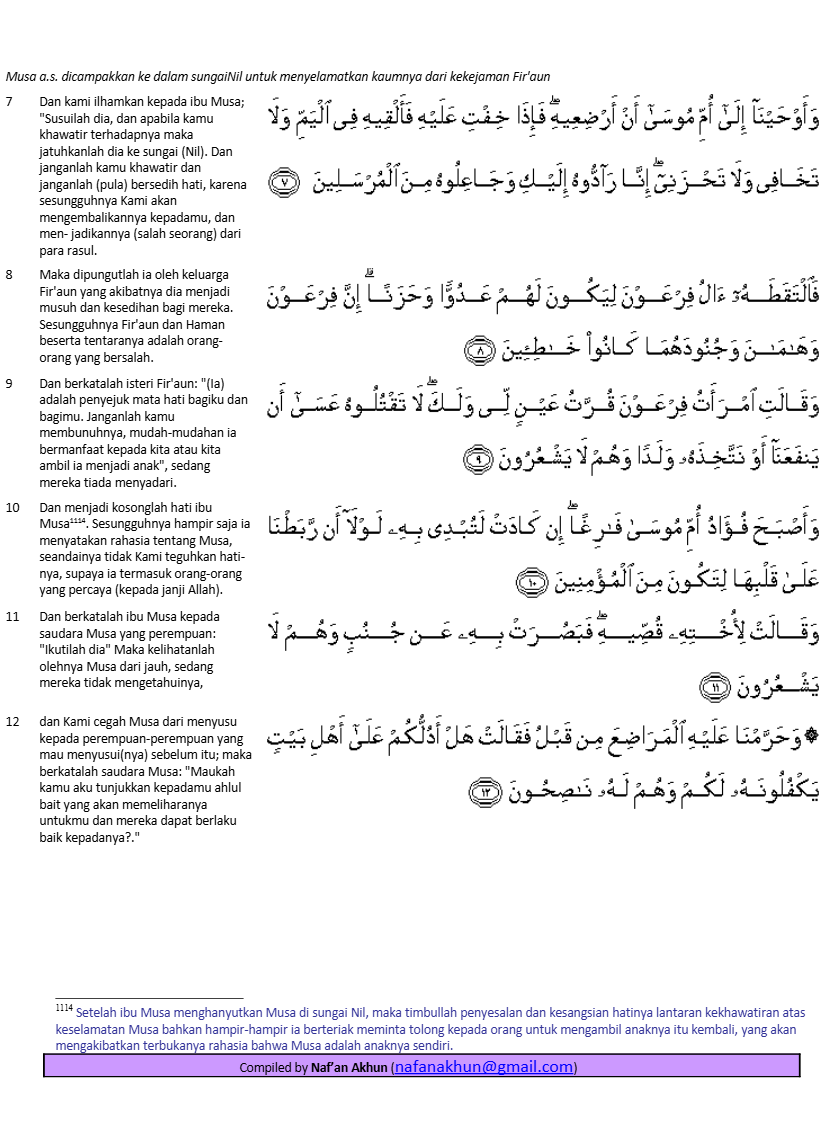 Musa a.s. dicampakkan ke dalam sungaiNil untuk menyelamatkan kaumnya dari kekejaman Fir'aun
7 Dan kami ilhamkan kepada ibu Musa;
"Susuilah dia, dan apabila kamu
khawatir terhadapnya maka
jatuhkanlah dia ke sungai (Nil). Dan
janganlah kamu khawatir dan
janganlah (pula) bersedih hati, karena
sesungguhnya Kami akan
mengembalikannya kepadamu, dan
men- jadikannya (salah seorang) dari
para rasul.
وَأَوْحَيْنَآ إِلَىٰٓ أُمِّ مُوسَىٰٓ أَنْ أَرْضِعِيهِ ۖ فَإِذَا خِفْتِ عَلَيْهِ فَأَلْقِيهِ فِى ٱلْيَمِّ وَلَا
تَخَافِى وَلَا تَحْزَنِىٓ ۖ إِنَّا رَآدُّوهُ إِلَيْكِ وَجَاعِلُوهُ مِنَ ٱلْمُرْسَلِينَ ٧
8 Maka dipungutlah ia oleh keluarga
Fir'aun yang akibatnya dia menjadi
musuh dan kesedihan bagi mereka.
Sesungguhnya Fir'aun dan Haman
beserta tentaranya adalah orang-
orang yang bersalah.
فَٱلْتَقَطَهُۥٓ ءَالُ فِرْعَوْنَ لِيَكُونَ لَهُمْ عَدُوًّا وَحَزَنًا ۗ إِنَّ فِرْعَوْنَ
وَهَـٰمَـٰنَ وَجُنُودَهُمَا كَانُوا۟ خَـٰطِـِٔينَ ٨
9 Dan berkatalah isteri Fir'aun: "(Ia)
adalah penyejuk mata hati bagiku dan
bagimu. Janganlah kamu
membunuhnya, mudah-mudahan ia
bermanfaat kepada kita atau kita
ambil ia menjadi anak", sedang
mereka tiada menyadari.
وَقَالَتِ ٱمْرَأَتُ فِرْعَوْنَ قُرَّتُ عَيْنٍ لِّى وَلَكَ ۖ لَا تَقْتُلُوهُ عَسَىٰٓ أَن
يَنفَعَنَآ أَوْ نَتَّخِذَهُۥ وَلَدًا وَهُمْ لَا يَشْعُرُونَ ٩
10 Dan menjadi kosonglah hati ibu
Musa¹¹¹⁴. Sesungguhnya hampir saja ia
menyatakan rahasia tentang Musa,
seandainya tidak Kami teguhkan hati-
nya, supaya ia termasuk orang-orang
yang percaya (kepada janji Allah).
وَأَصْبَحَ فُؤَادُ أُمِّ مُوسَىٰ فَـٰرِغًا ۖ إِن كَادَتْ لَتُبْدِى بِهِۦ لَوْلَآ أَن رَّبَطْنَا
عَلَىٰ قَلْبِهَا لِتَكُونَ مِنَ ٱلْمُؤْمِنِينَ ١٠
11 Dan berkatalah ibu Musa kepada
saudara Musa yang perempuan:
"Ikutilah dia" Maka kelihatanlah
olehnya Musa dari jauh, sedang
mereka tidak mengetahuinya,
وَقَالَتْ لِأُخْتِهِۦ قُصِّيهِ ۖ فَبَصُرَتْ بِهِۦ عَن جُنُبٍ وَهُمْ لَا
يَشْعُرُونَ ١١
12 dan Kami cegah Musa dari menyusu
kepada perempuan-perempuan yang
mau menyusui(nya) sebelum itu; maka
berkatalah saudara Musa: "Maukah
kamu aku tunjukkan kepadamu ahlul
bait yang akan memeliharanya
untukmu dan mereka dapat berlaku
baik kepadanya?."
۞ وَحَرَّمْنَا عَلَيْهِ ٱلْمَرَاضِعَ مِن قَبْلُ فَقَالَتْ هَلْ أَدُلُّكُمْ عَلَىٰٓ أَهْلِ بَيْتٍ
يَكْفُلُونَهُۥ لَكُمْ وَهُمْ لَهُۥ نَـٰصِحُونَ ١٢
¹¹¹⁴ Setelah ibu Musa menghanyutkan Musa di sungai Nil, maka timbullah penyesalan dan kesangsian hatinya lantaran kekhawatiran atas
keselamatan Musa bahkan hampir-hampir ia berteriak meminta tolong kepada orang untuk mengambil anaknya itu kembali, yang akan
mengakibatkan terbukanya rahasia bahwa Musa adalah anaknya sendiri.
Compiled by Naf'an Akhun (nafanakhun@gmail.com)